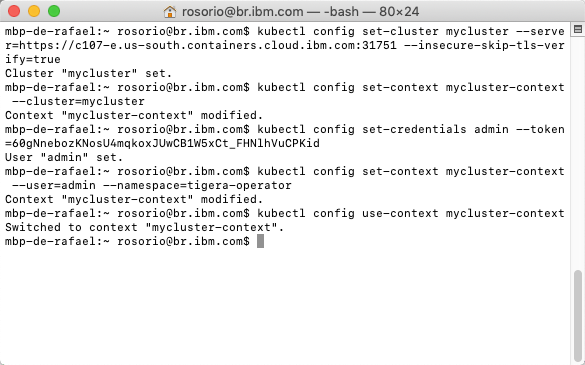 rosorio@br.ibm.com — -bash — 80×24
mbp-de-rafael:~ rosorio@br.ibm.com$ kubectl config set-cluster mycluster --serve
r=https://c107-e.us-south.containers.cloud.ibm.com:31751 --insecure-skip-tls-ver
ify=true
Cluster "mycluster" set.
mbp-de-rafael:~ rosorio@br.ibm.com$ kubectl config set-context mycluster-context
 --cluster=mycluster
Context "mycluster-context" modified.
mbp-de-rafael:~ rosorio@br.ibm.com$ kubectl config set-credentials admin --token
=60gNnebozKNosU4mqkoxJUwCB1W5xCt_FHNlhVuCPKid
User "admin" set.
mbp-de-rafael:~ rosorio@br.ibm.com$ kubectl config set-context mycluster-context
 --user=admin --namespace=tigera-operator
Context "mycluster-context" modified.
mbp-de-rafael:~ rosorio@br.ibm.com$ kubectl config use-context mycluster-context
Switched to context "mycluster-context".
mbp-de-rafael:~ rosorio@br.ibm.com$